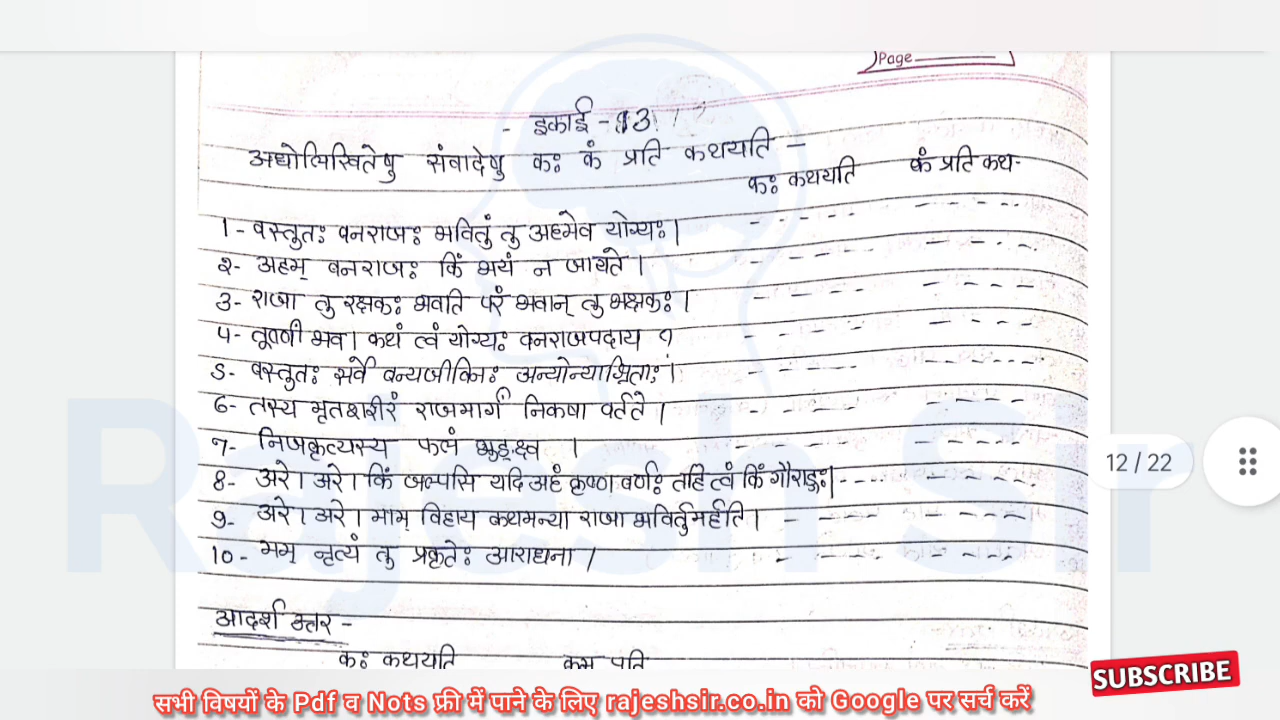 Page
- इकाई - 13
अधोलिखितेषु संवादेषु कः कं प्रति कथयति -
कः कथयति कं प्रति कथ-
1- वस्तुतः वनराजः भवितुं तु अहमेव योग्यः।
२- अहम् वनराजः किं भयं न जायते।
3- राजा तु रक्षकः भवति परं भवान् तु भक्षकः।
4- तूष्णी भव। कथं त्वं योग्यः वनराजपदाय ?
5- वस्तुतः सर्वे वन्यजीविनः अन्योन्याश्रिताः।
6- तस्य मृतशरीरं राजमार्गं निकषा वर्तते।
7- निजकृत्यस्य फलं भुङ्क्ष्व ।
8- अरे। अरे। किं जल्पसि यदि अहं कृष्ण वर्णः तर्हि त्वं किं गौराङ्गः।
9- अरे। अरे। माम् विहाय कथमन्या राजा भवितुमर्हति।
10- मम् नृत्यं तु प्रकृतेः आराधना।
आदर्श उत्तर -
कः कथयति कम् प्रति
12 / 22
Rajesh Sir
सभी विषयों के Pdf व Nots फ्री में पाने के लिए rajeshsir.co.in को Google पर सर्च करें
SUBSCRIBE